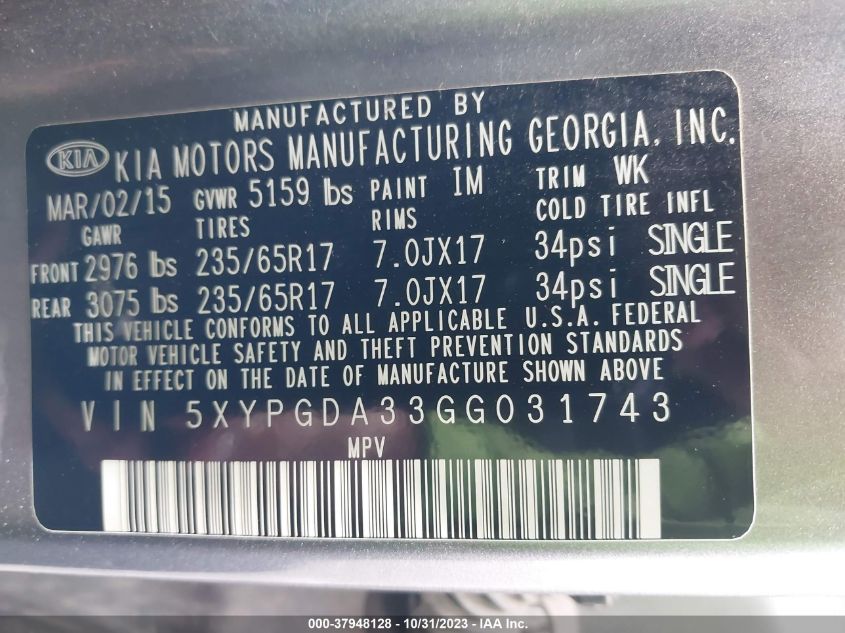 MANUFACTURED BY
KIA KIA MOTORS MANUFACTURING GEORGIA, INC.
MAR/02/15 GVWR 5159 lbs PAINT IM TRIM WK
GAWR TIRES RIMS COLD TIRE INFL
FRONT 2976 lbs 235/65R17 7.0JX17 34psi SINGLE
REAR 3075 lbs 235/65R17 7.0JX17 34psi SINGLE
THIS VEHICLE CONFORMS TO ALL APPLICABLE U.S.A. FEDERAL
MOTOR VEHICLE SAFETY AND THEFT PREVENTION STANDARDS
IN EFFECT ON THE DATE OF MANUFACTURE SHOWN ABOVE
VIN 5XYPGDA33GG031743
MPV
000-37948128 - 10/31/2023 - IAA Inc.